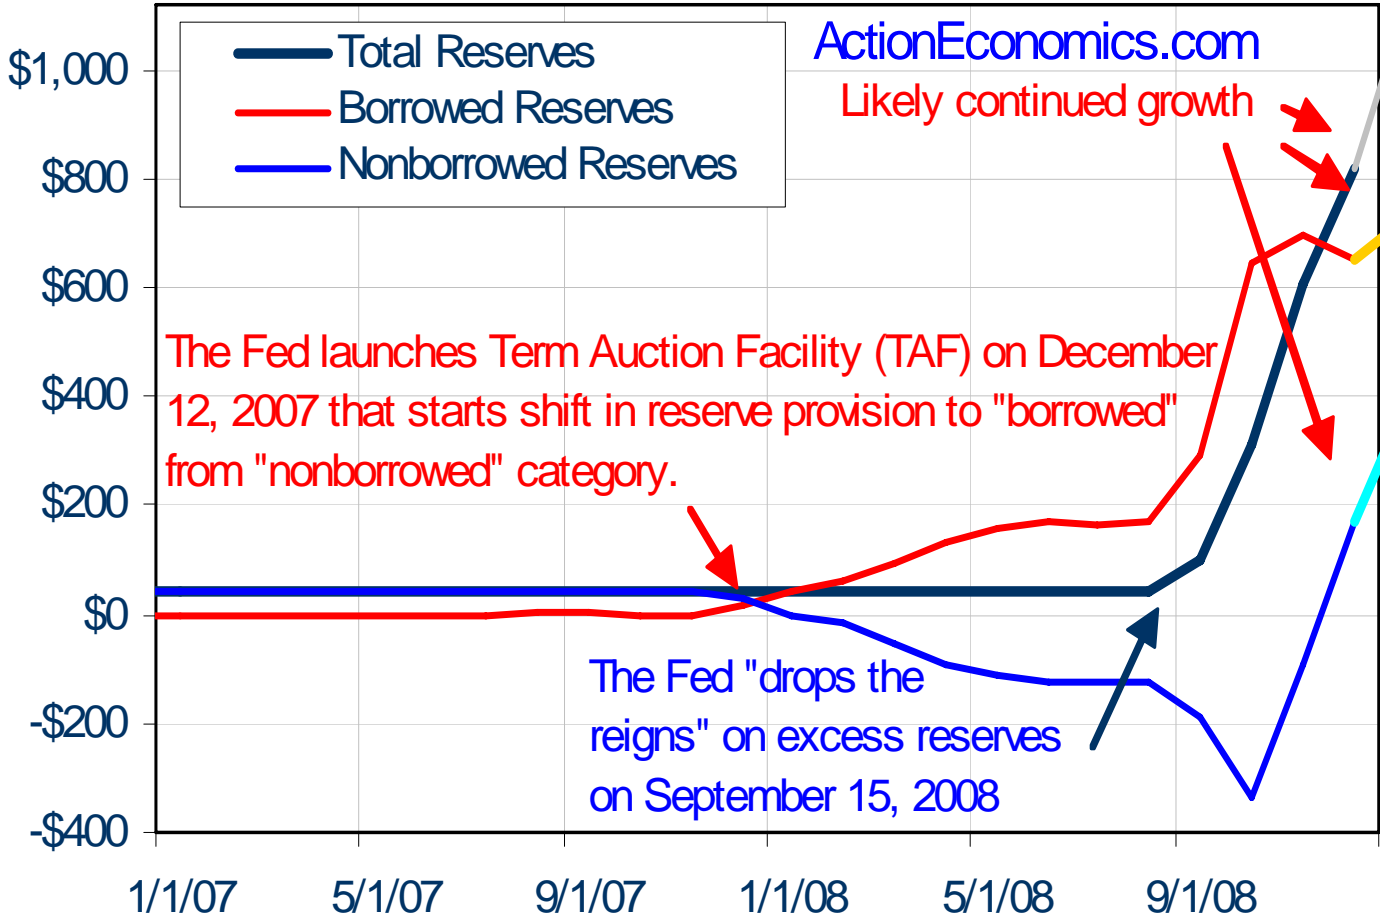 ActionEconomics.com
Total Reserves
Borrowed Reserves
Nonborrowed Reserves
Likely continued growth
$1,000
$800
$600
$400
$200
$0
-$200
-$400
The Fed launches Term Auction Facility (TAF) on December
12, 2007 that starts shift in reserve provision to "borrowed"
from "nonborrowed" category.
The Fed "drops the
reigns" on excess reserves
on September 15, 2008
1/1/07
5/1/07
9/1/07
1/1/08
5/1/08
9/1/08